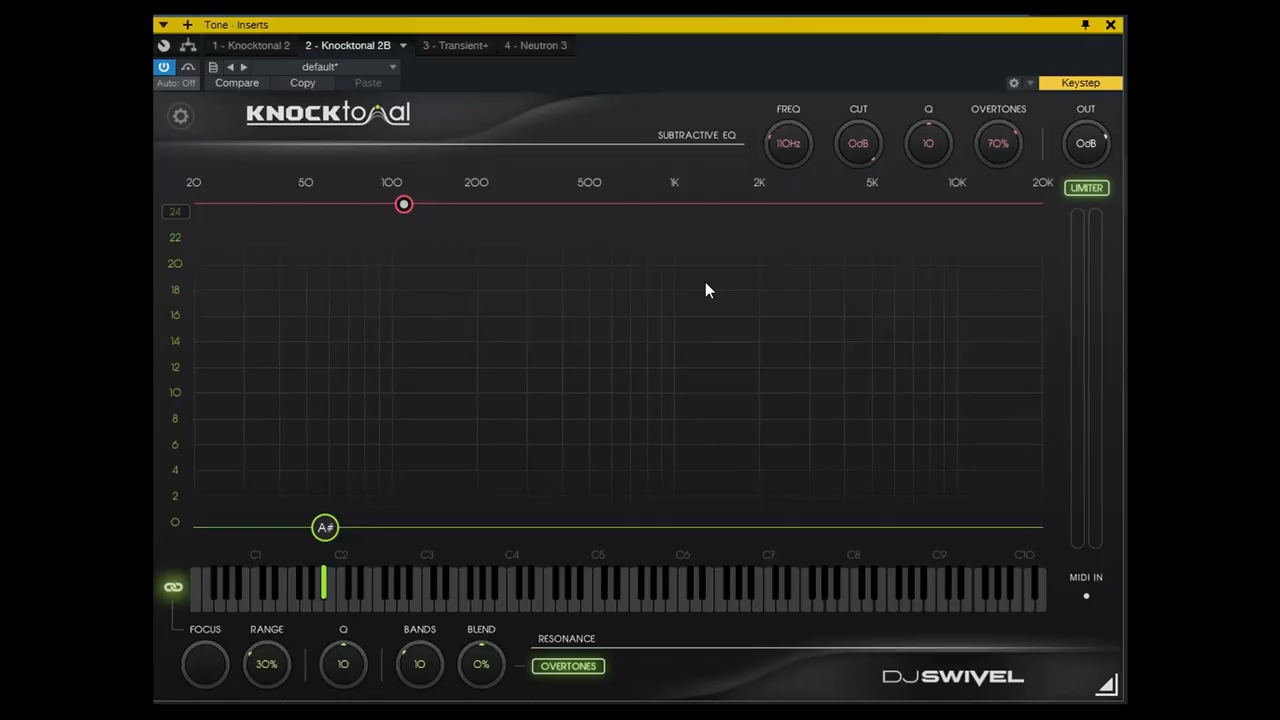 Tone - Inserts
1 - Knocktonal 2 2 - Knocktonal 2B 3 - Transient+ 4 - Neutron 3
default*
Auto: Off Compare Copy Paste Keystep
KNOCKtonal
SUBTRACTIVE EQ
FREQ CUT Q OVERTONES OUT
110Hz 0dB 10 70% 0dB
20 50 100 200 500 1K 2K 5K 10K 20K
LIMITER
24
22
20
18
16
14
12
10
8
6
4
2
0
A#
C1 C2 C3 C4 C5 C6 C7 C8 C9 C10
MIDI IN
FOCUS RANGE Q BANDS BLEND
30% 10 10 0%
RESONANCE
OVERTONES
DJSWIVEL